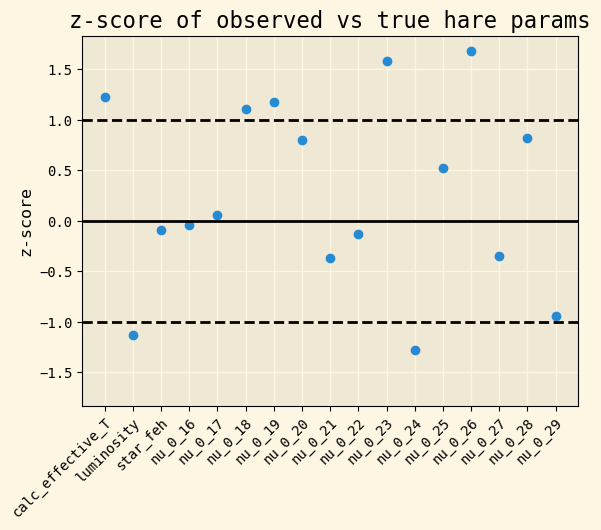 z-score of observed vs true hare params
z-score
1.5
1.0
0.5
0.0
−0.5
−1.0
−1.5
calc_effective_T
luminosity
star_feh
nu_0_16
nu_0_17
nu_0_18
nu_0_19
nu_0_20
nu_0_21
nu_0_22
nu_0_23
nu_0_24
nu_0_25
nu_0_26
nu_0_27
nu_0_28
nu_0_29